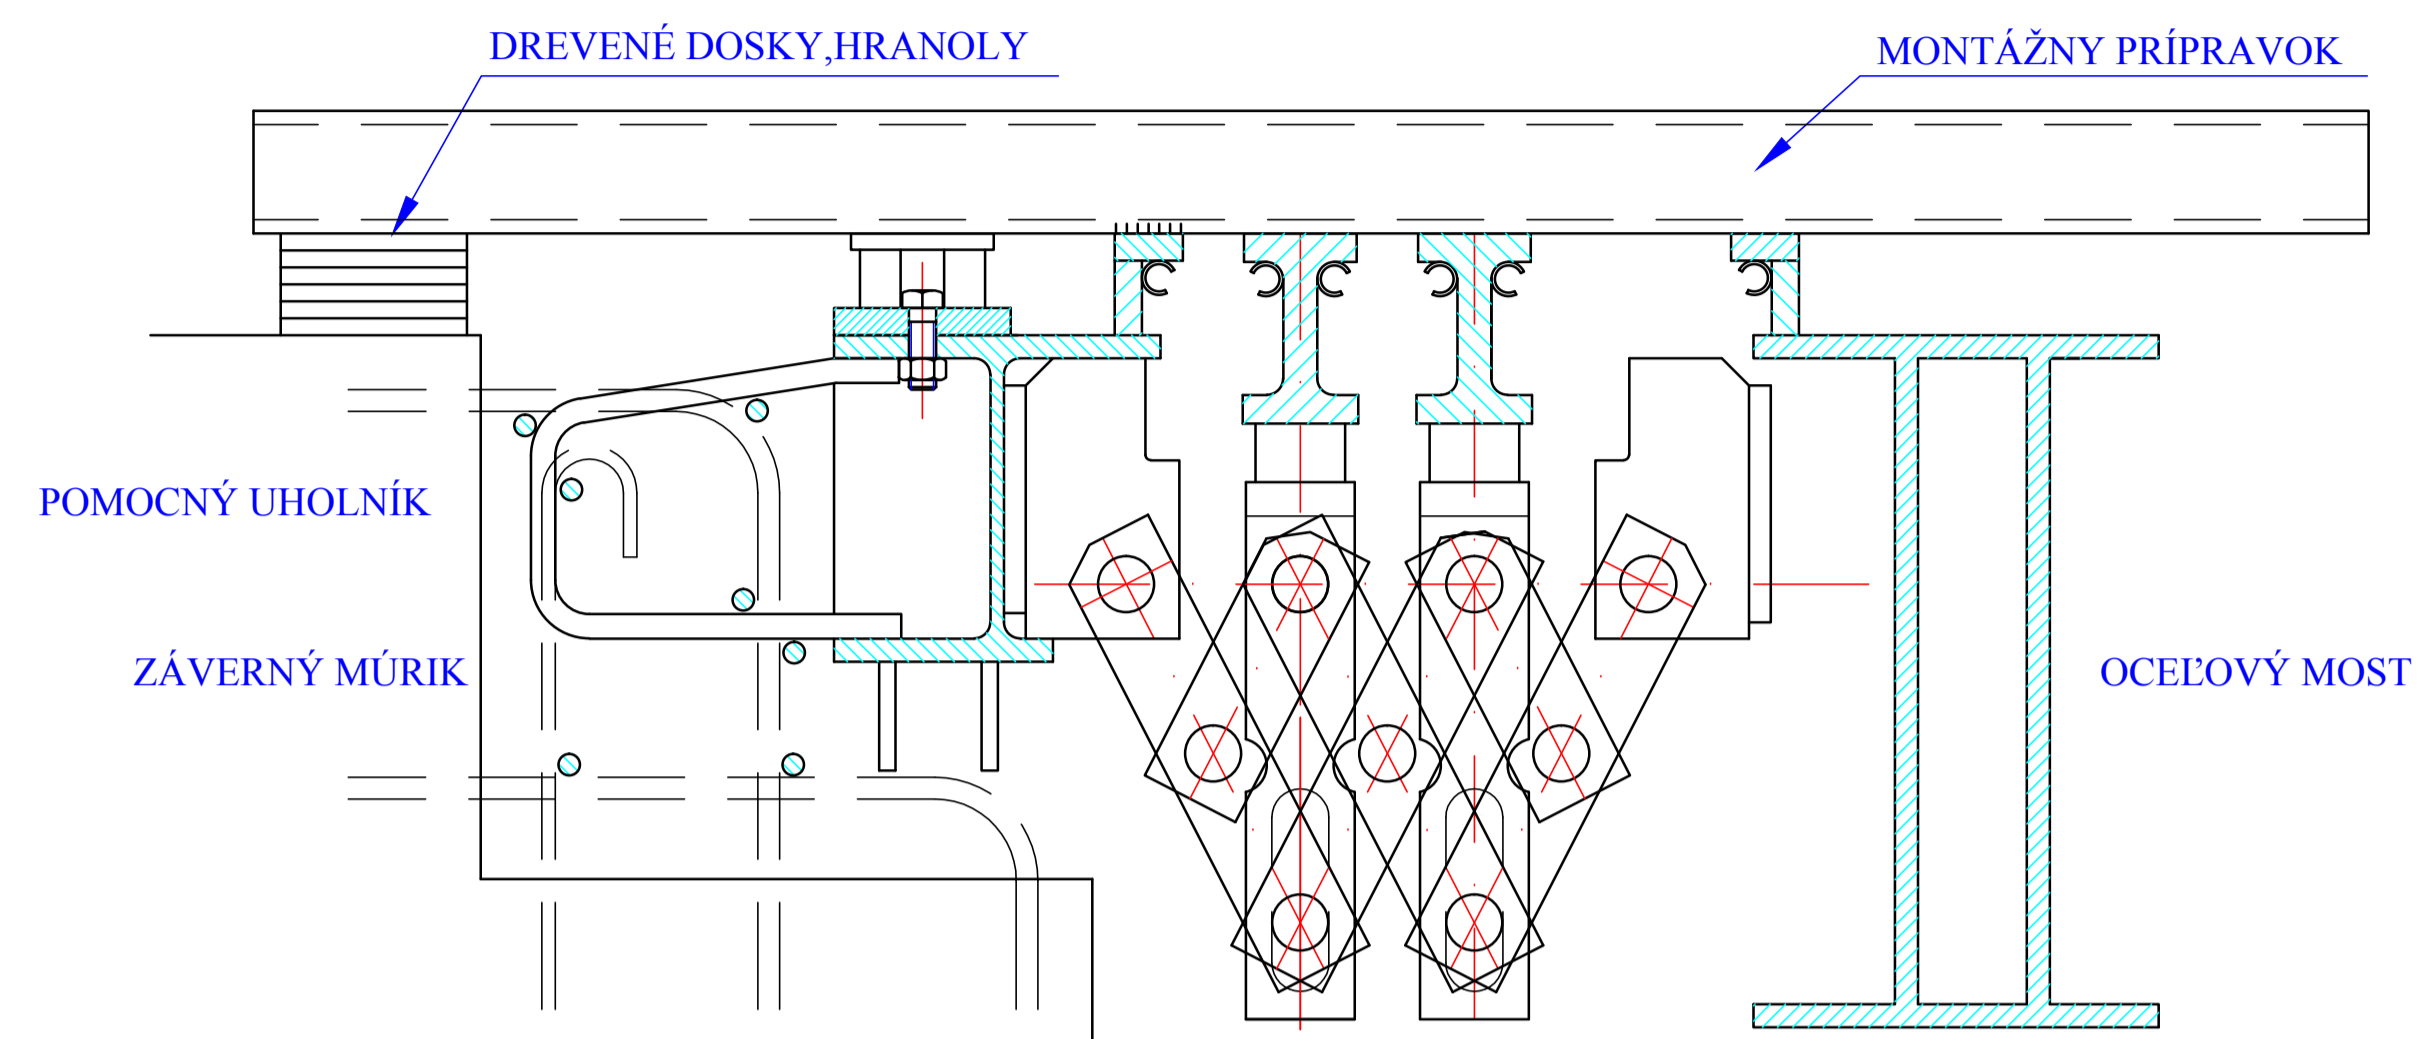 DREVENÉ DOSKY,HRANOLY
MONTÁŽNY PRÍPRAVOK
POMOCNÝ UHOLNÍK
ZÁVERNÝ MÚRIK
OCEĽOVÝ MOST